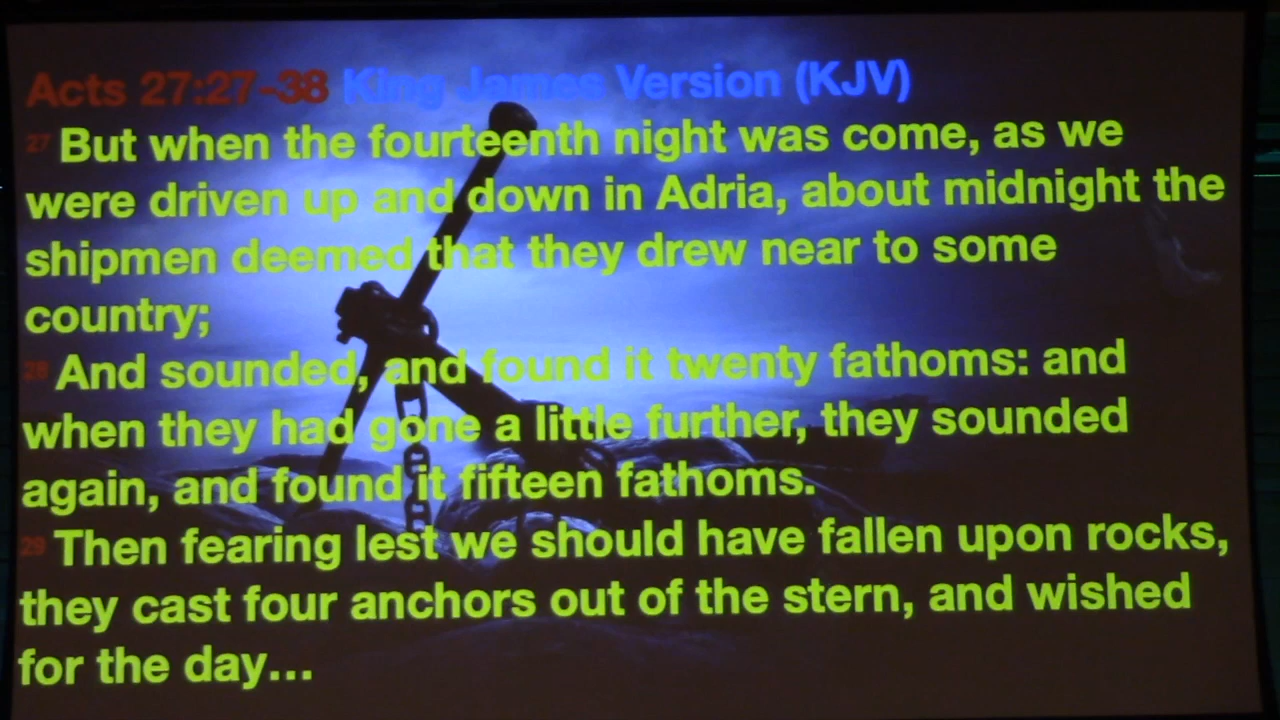 Acts 27:27-38 King James Version (KJV)
27 But when the fourteenth night was come, as we
were driven up and down in Adria, about midnight the
shipmen deemed that they drew near to some
country;
28 And sounded, and found it twenty fathoms: and
when they had gone a little further, they sounded
again, and found it fifteen fathoms.
29 Then fearing lest we should have fallen upon rocks,
they cast four anchors out of the stern, and wished
for the day...